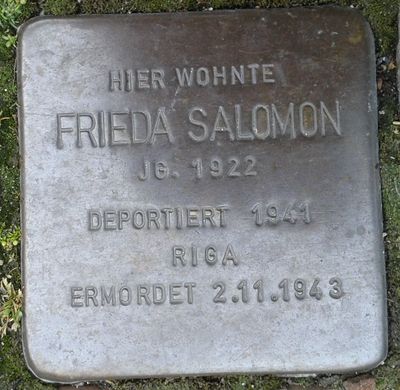 HIER WOHNTE
FRIEDA SALOMON
JG. 1922
DEPORTIERT 1941
RIGA
ERMORDET 2.11.1943